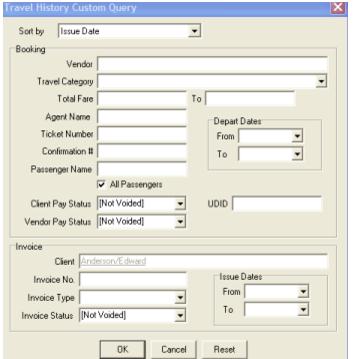 Travel History Custom Query
Sort by Issue Date
Booking
Vendor
Travel Category
Total Fare To
Agent Name
Depart Dates
Ticket Number
From
Confirmation #
To
Passenger Name
All Passengers
Client Pay Status [Not Voided] UDID
Vendor Pay Status [Not Voided]
Invoice
Client Anderson/Edward
Invoice No.
Issue Dates
Invoice Type
From
Invoice Status [Not Voided]
To
OK Cancel Reset